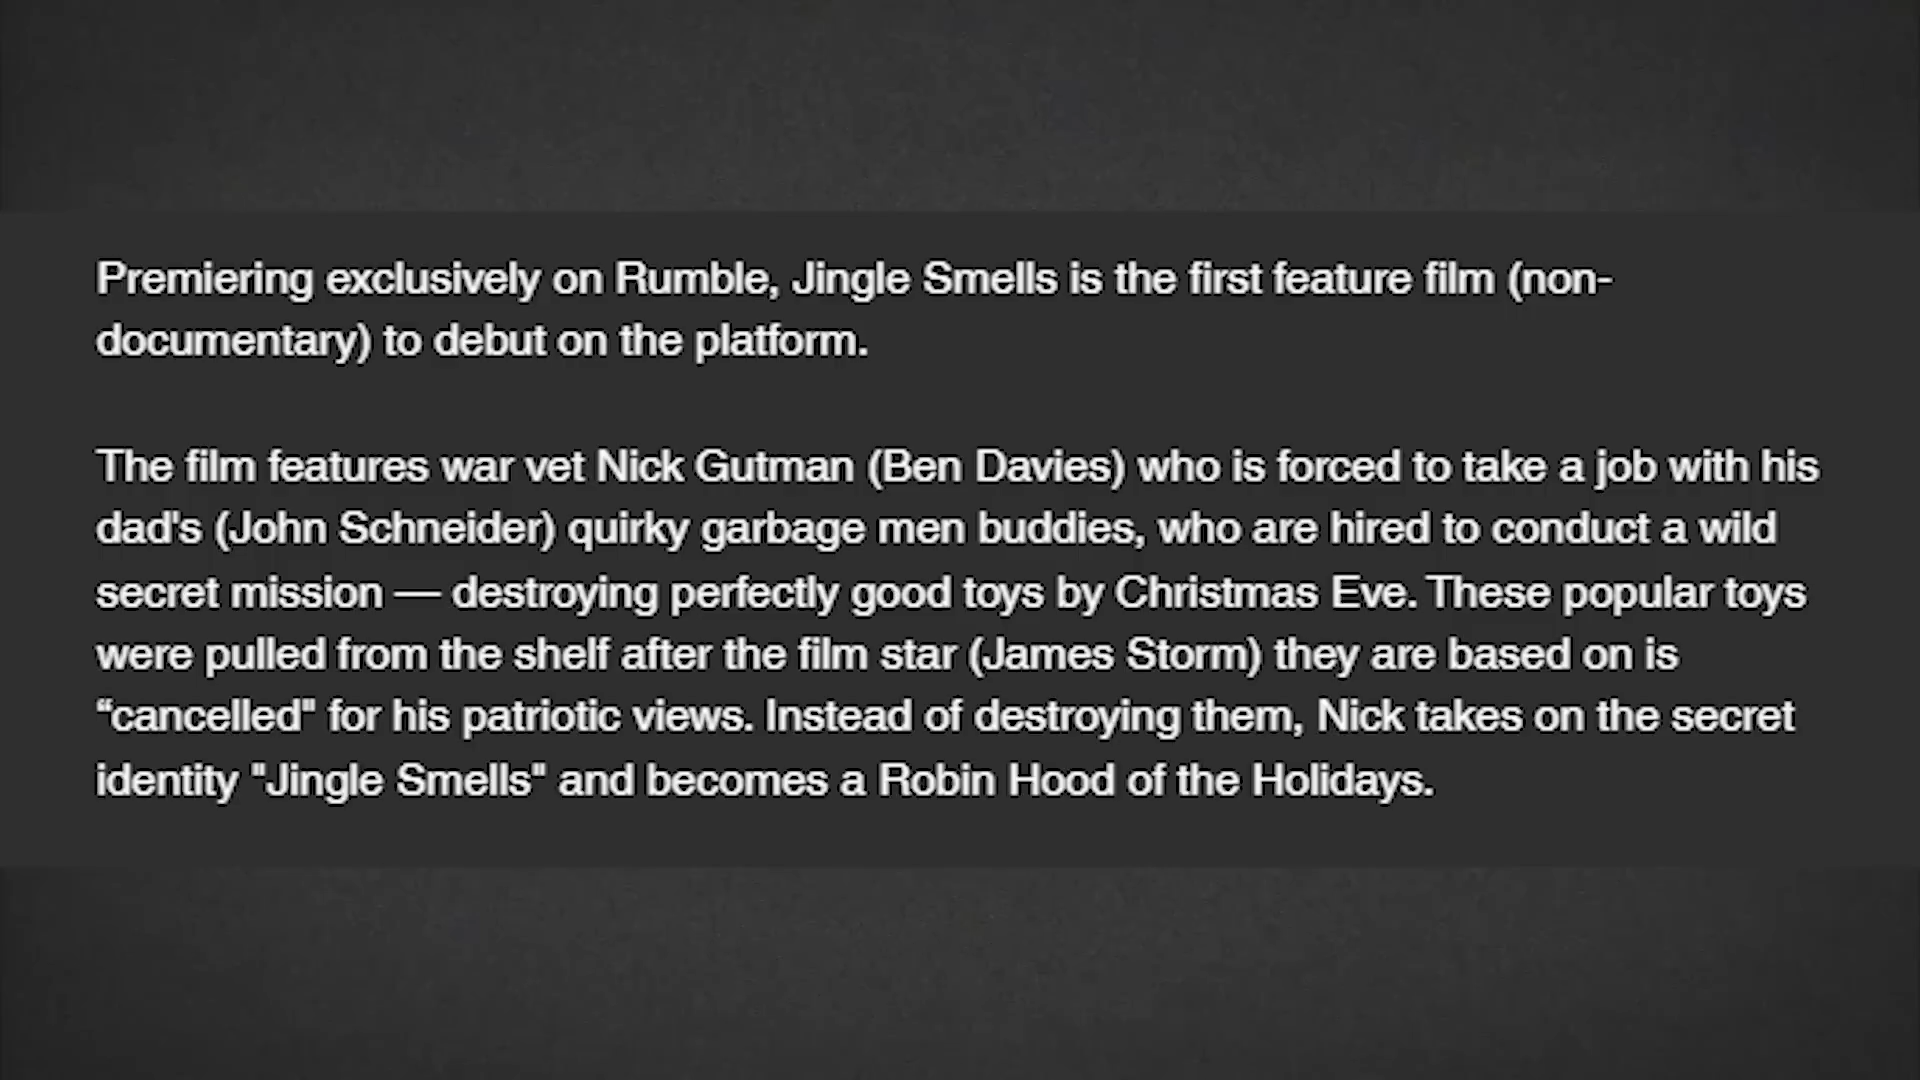 Premiering exclusively on Rumble, Jingle Smells is the first feature film (non-
documentary) to debut on the platform.
The film features war vet Nick Gutman (Ben Davies) who is forced to take a job with his
dad's (John Schneider) quirky garbage men buddies, who are hired to conduct a wild
secret mission — destroying perfectly good toys by Christmas Eve. These popular toys
were pulled from the shelf after the film star (James Storm) they are based on is
“cancelled" for his patriotic views. Instead of destroying them, Nick takes on the secret
identity "Jingle Smells" and becomes a Robin Hood of the Holidays.